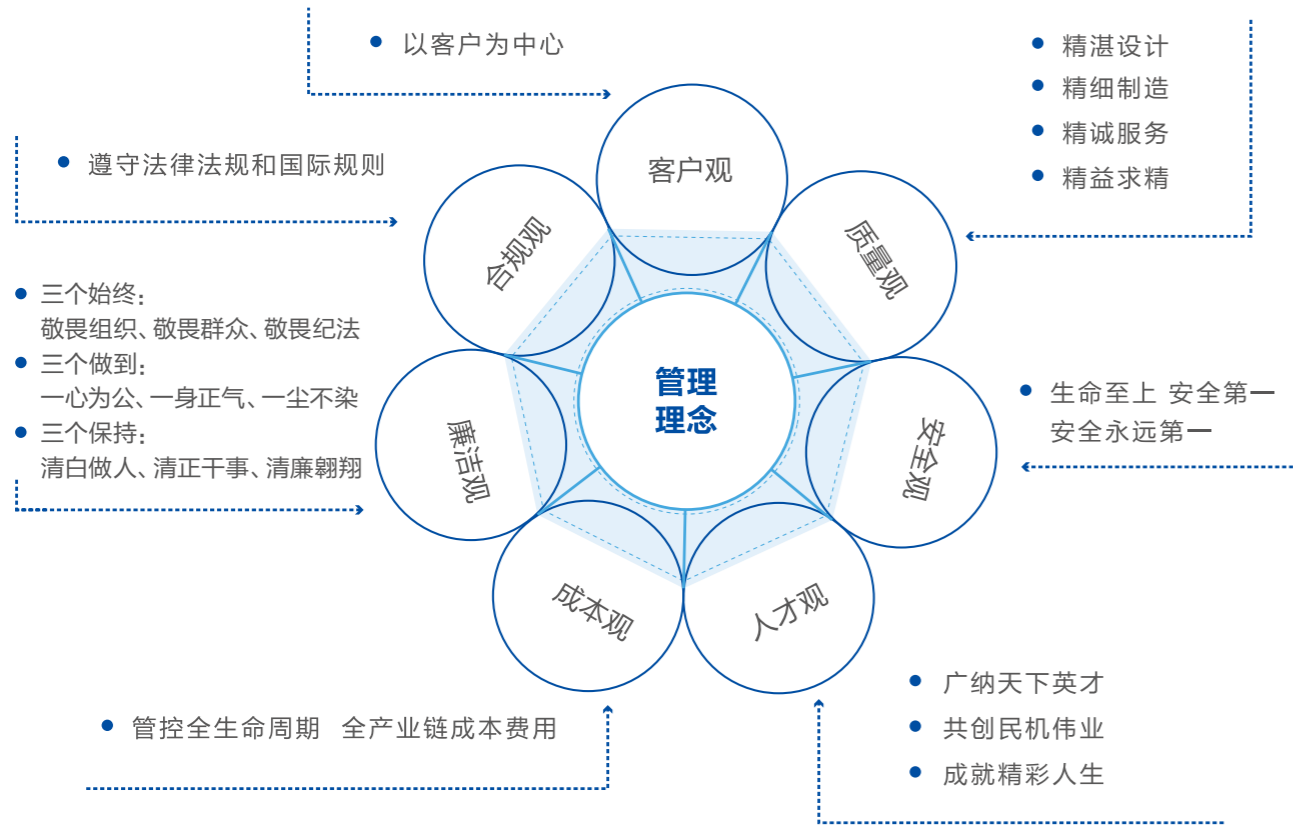 以客户为中心
客户观
精湛设计
精细制造
精诚服务
精益求精
质量观
遵守法律法规和国际规则
合规观
三个始终：
敬畏组织、敬畏群众、敬畏纪法
三个做到：
一心为公、一身正气、一尘不染
三个保持：
清白做人、清正干事、清廉翱翔
廉洁观
管理
理念
生命至上 安全第一
安全永远第一
安全观
成本观
管控全生命周期 全产业链成本费用
人才观
广纳天下英才
共创民机伟业
成就精彩人生